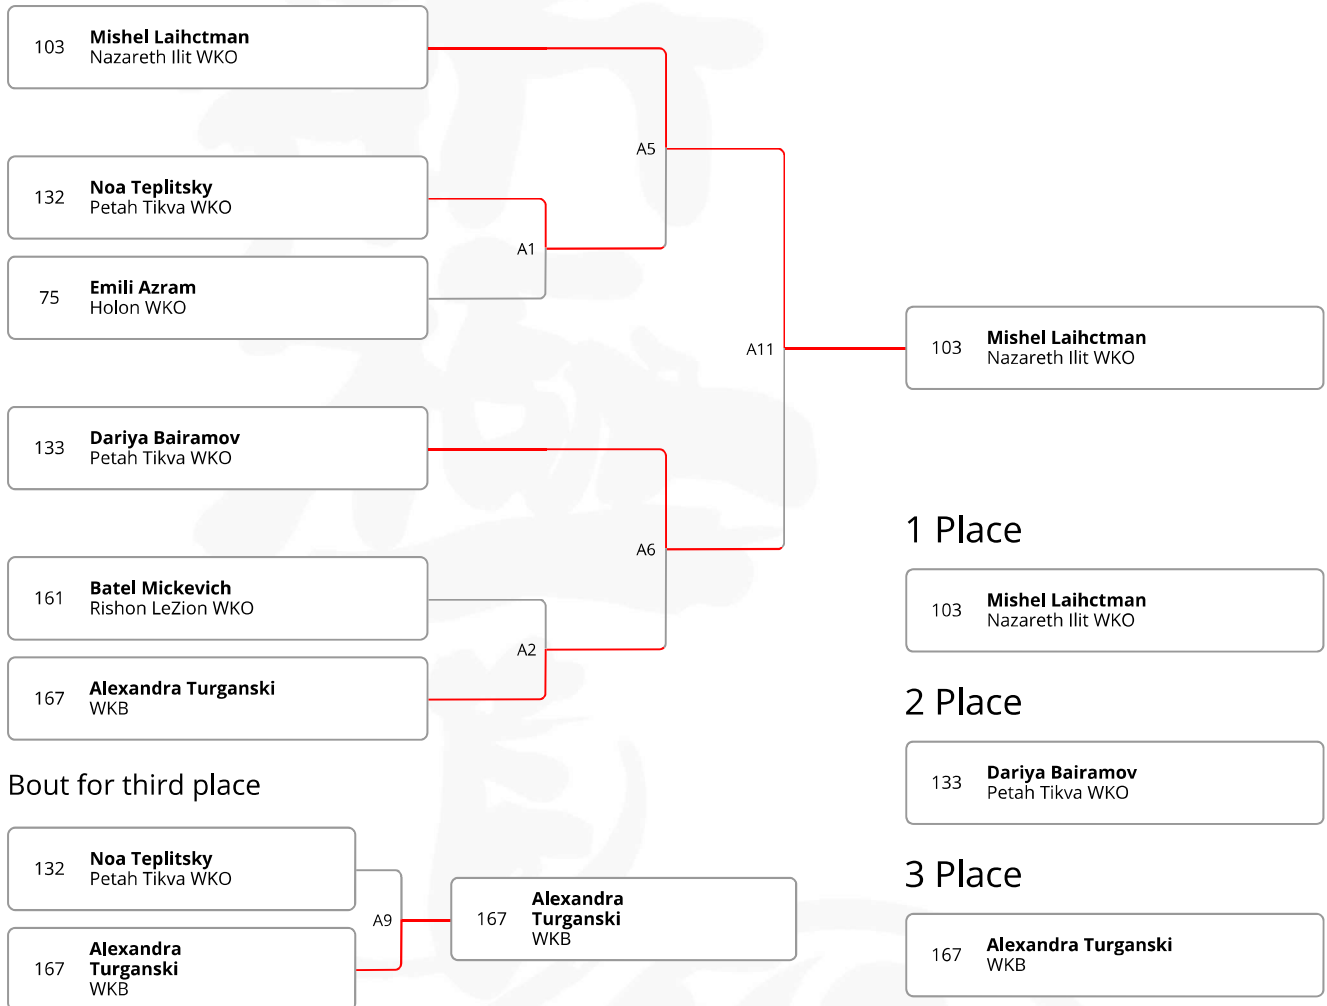 103
Mishel Laihctman
Nazareth Ilit WKO
A5
132
Noa Teplitsky
Petah Tikva WKO
A1
75
Emili Azram
Holon WKO
A11
103
Mishel Laihctman
Nazareth Ilit WKO
133
Dariya Bairamov
Petah Tikva WKO
A6
161
Batel Mickevich
Rishon LeZion WKO
A2
167
Alexandra Turganski
WKB
1 Place
103
Mishel Laihctman
Nazareth Ilit WKO
2 Place
133
Dariya Bairamov
Petah Tikva WKO
3 Place
167
Alexandra Turganski
WKB
Bout for third place
132
Noa Teplitsky
Petah Tikva WKO
A9
167
Alexandra
Turganski
WKB
167
Alexandra
Turganski
WKB